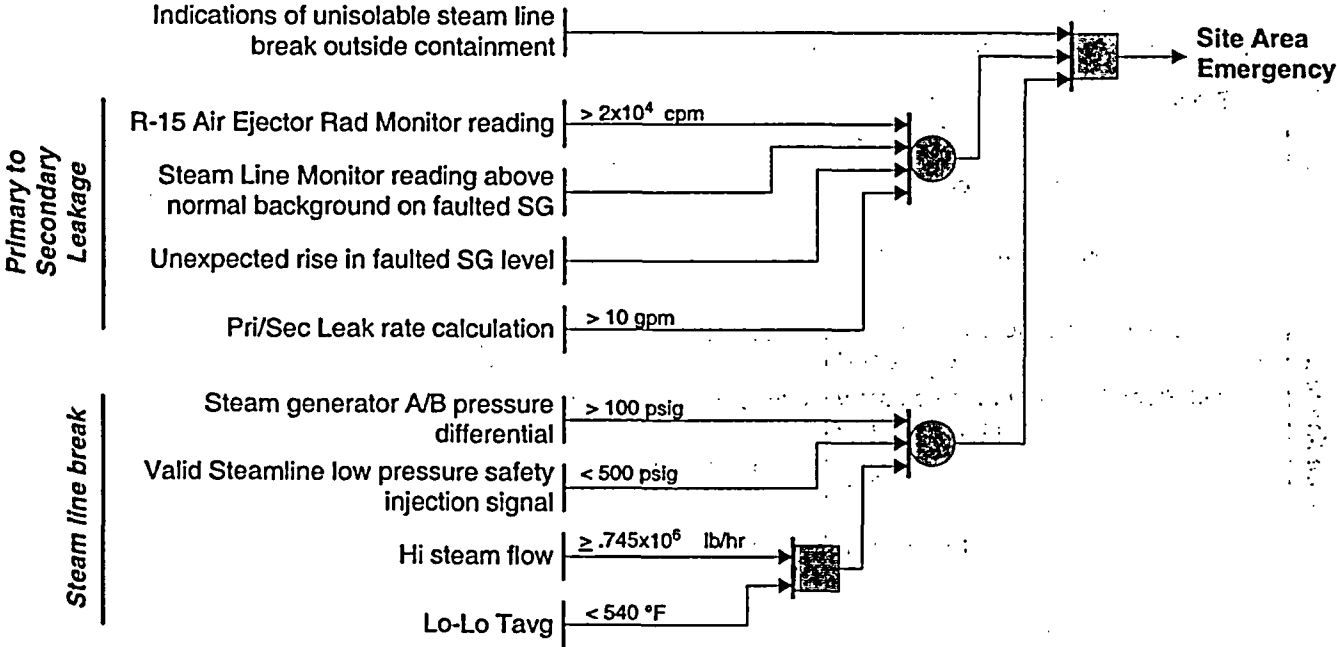 Indications of unisolable steam line
break outside containment
Site Area
Emergency
Primary to
Secondary
Leakage
R-15 Air Ejector Rad Monitor reading
> 2x10⁴ cpm
Steam Line Monitor reading above
normal background on faulted SG
Unexpected rise in faulted SG level
Pri/Sec Leak rate calculation
> 10 gpm
Steam line break
Steam generator A/B pressure
differential
> 100 psig
Valid Steamline low pressure safety
injection signal
< 500 psig
Hi steam flow
≥ .745x10⁶ lb/hr
Lo-Lo Tavg
< 540 °F